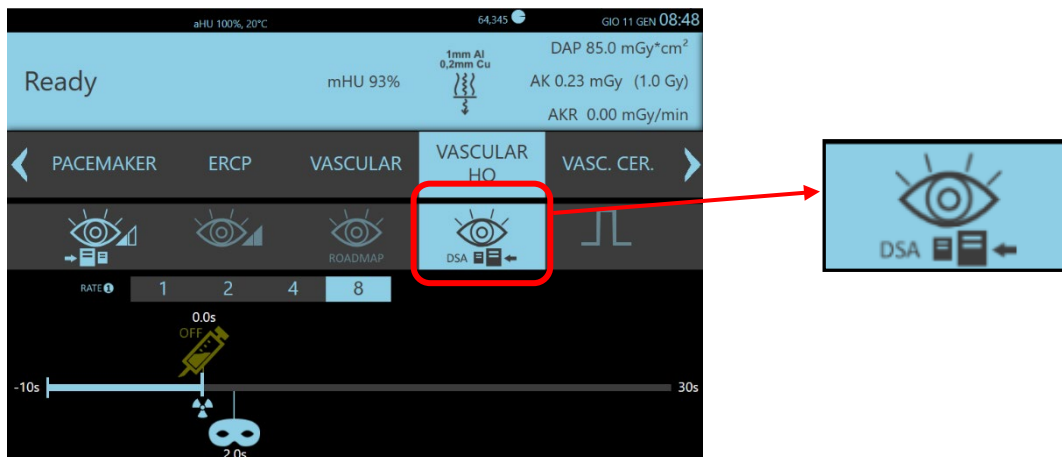 aHU 100%, 20°C 64,345 GIO 11 GEN 08:48
Ready
mHU 93%
1mm Al
0,2mm Cu
DAP 85.0 mGy*cm²
AK 0.23 mGy (1.0 Gy)
AKR 0.00 mGy/min
PACEMAKER ERCP VASCULAR VASCULAR HQ VASC. CER.
ROADMAP DSA
RATE 1 1 2 4 8
0.0s
OFF
-10s 30s
2.0s
DSA